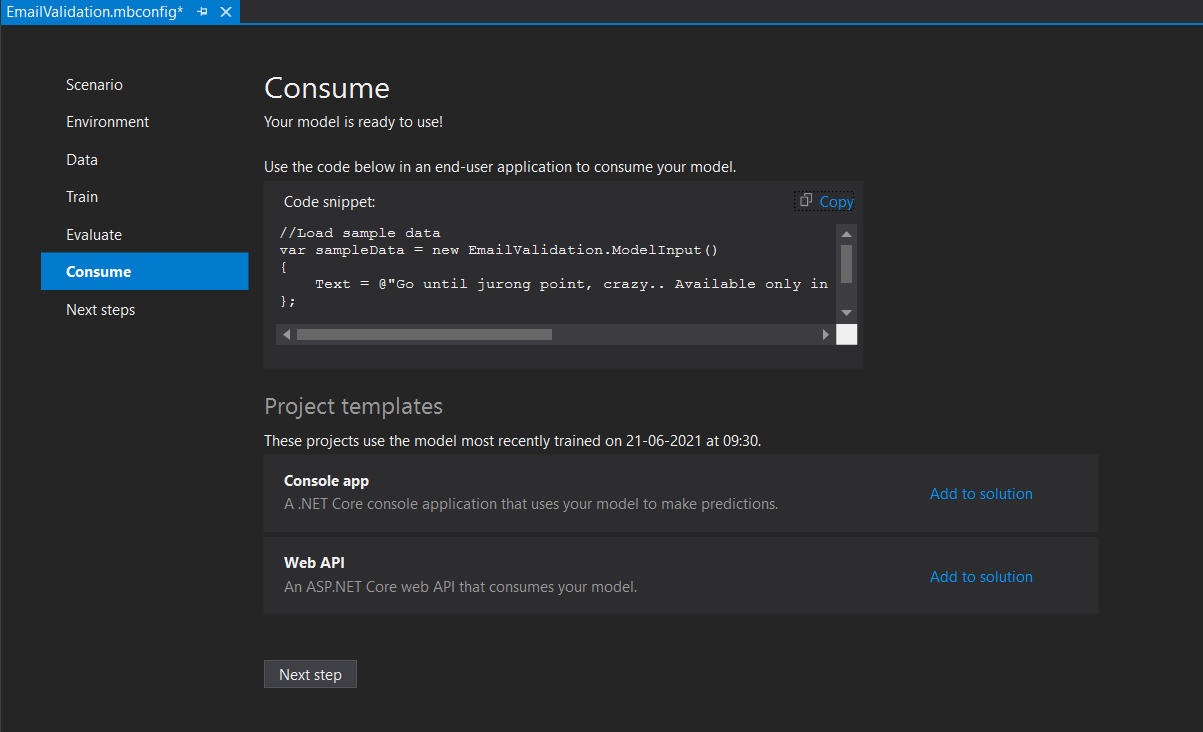 EmailValidation.mbconfig*
Scenario
Environment
Data
Train
Evaluate
Consume
Next steps
Consume
Your model is ready to use!
Use the code below in an end-user application to consume your model.
Code snippet:
Copy
//Load sample data
var sampleData = new EmailValidation.ModelInput()
{
    Text = @"Go until jurong point, crazy.. Available only in
};
Project templates
These projects use the model most recently trained on 21-06-2021 at 09:30.
Console app
A .NET Core console application that uses your model to make predictions.
Add to solution
Web API
An ASP.NET Core web API that consumes your model.
Add to solution
Next step